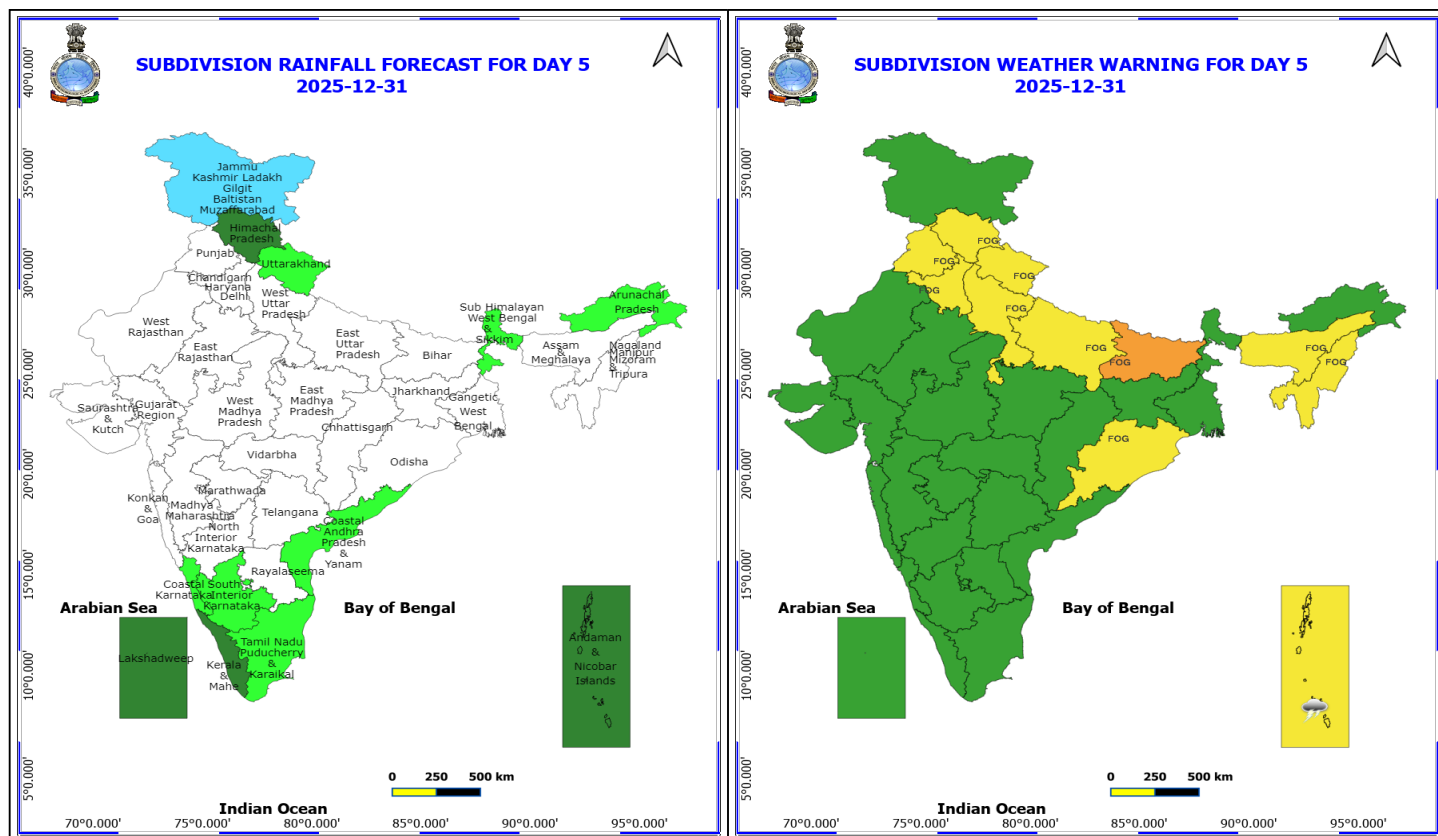 SUBDIVISION RAINFALL FORECAST FOR DAY 5
2025-12-31
40°0.000'
35°0.000'
30°0.000'
25°0.000'
20°0.000'
15°0.000'
10°0.000'
5°0.000'
Jammu
Kashmir Ladakh
Gilgit
Baltistan
Muzaffarabad
Himachal
Pradesh
Punjab
Uttarakhand
Chandigarh
Haryana
Delhi
West
Uttar
Pradesh
West
Rajasthan
East
Rajasthan
East
Uttar
Pradesh
Bihar
Sub Himalayan
West Bengal
&
Sikkim
Arunachal
Pradesh
Assam
&
Meghalaya
Nagaland
Manipur
Mizoram
&
Tripura
Saurashtra
&
Kutch
Gujarat
Region
West
Madhya
Pradesh
East
Madhya
Pradesh
Jharkhand
Gangetic
West
Bengal
Chhattisgarh
Vidarbha
Odisha
Konkan
&
Goa
Madhya
Maharashtra
Marathwada
Telangana
North
Interior
Karnataka
Coastal
Andhra
Pradesh
&
Yanam
Rayalaseema
Coastal
Karnataka
South
Interior
Karnataka
Arabian Sea
Bay of Bengal
Lakshadweep
Kerala
&
Mahe
Tamil Nadu
Puducherry
&
Karaikal
Andaman
&
Nicobar
Islands
0 250 500 km
Indian Ocean
70°0.000' 75°0.000' 80°0.000' 85°0.000' 90°0.000' 95°0.000'
SUBDIVISION WEATHER WARNING FOR DAY 5
2025-12-31
40°0.000'
35°0.000'
30°0.000'
25°0.000'
20°0.000'
15°0.000'
10°0.000'
5°0.000'
FOG
FOG
FOG
FOG
FOG
FOG
FOG
FOG
FOG
FOG
Arabian Sea
Bay of Bengal
0 250 500 km
Indian Ocean
70°0.000' 75°0.000' 80°0.000' 85°0.000' 90°0.000' 95°0.000'